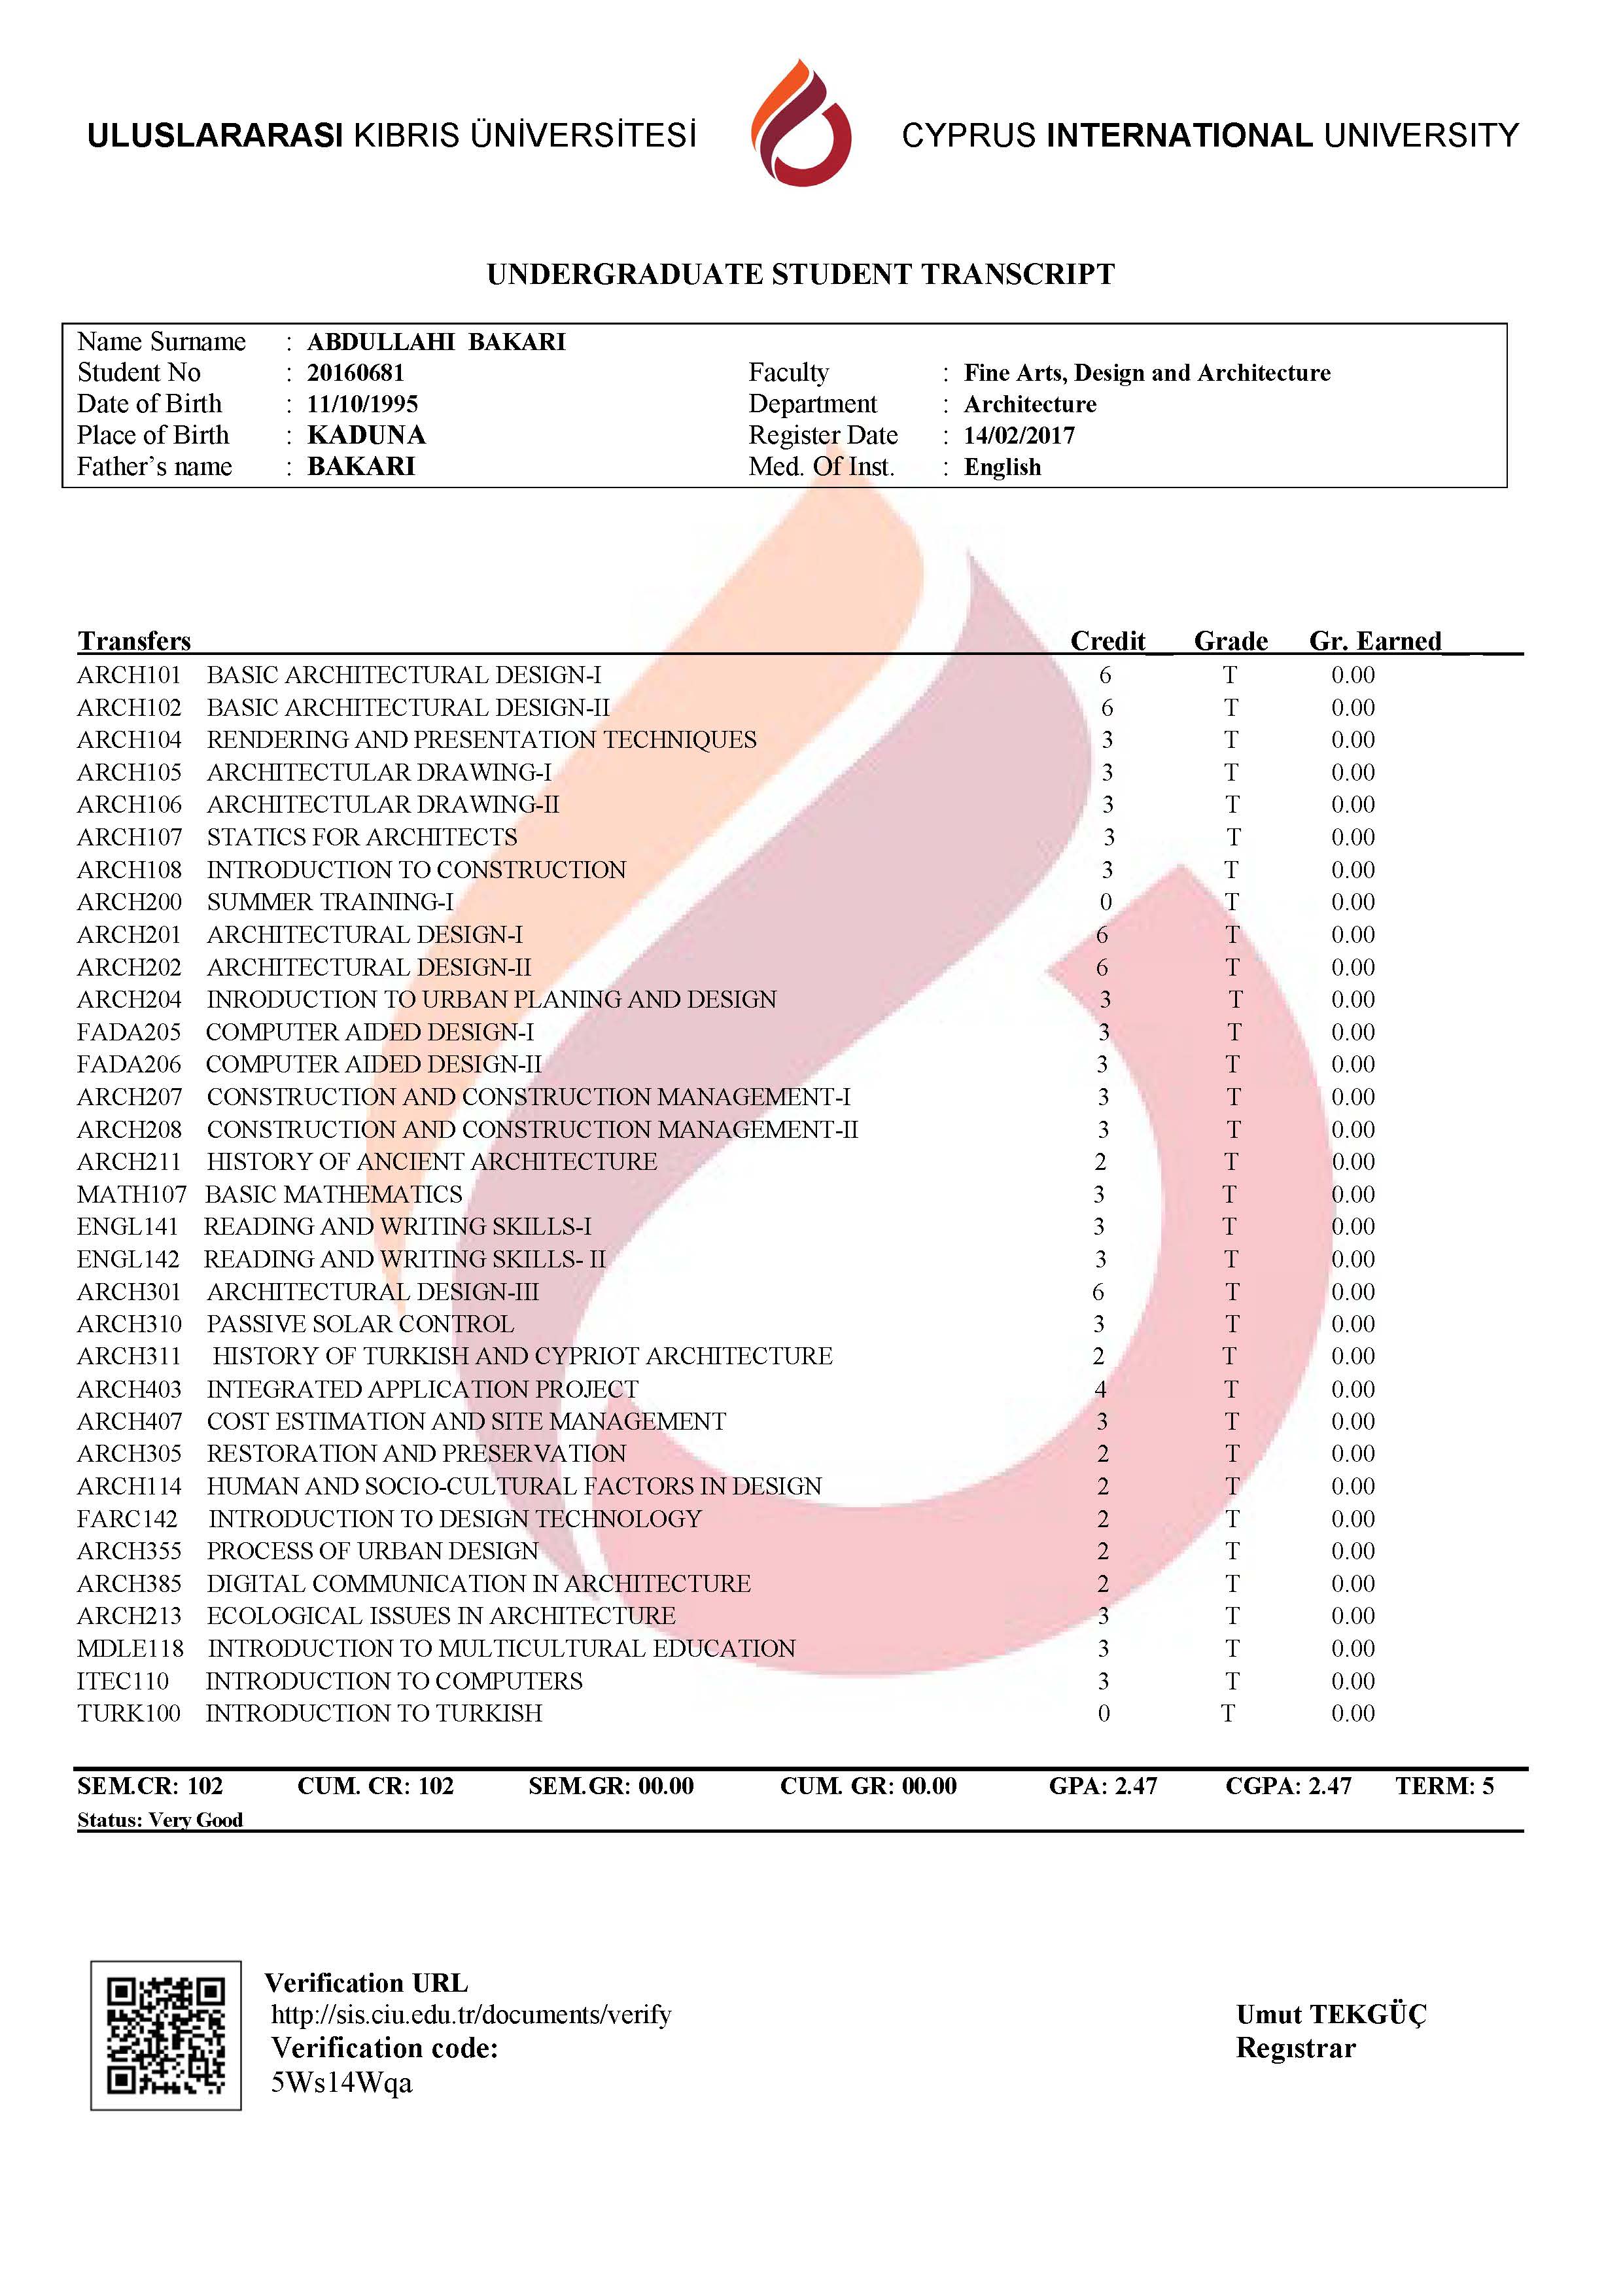 ULUSLARARASI KIBRIS ÜNİVERSİTESİ CYPRUS INTERNATIONAL UNIVERSITY
UNDERGRADUATE STUDENT TRANSCRIPT
Name Surname : ABDULLAHI BAKARI
Student No : 20160681 Faculty : Fine Arts, Design and Architecture
Date of Birth : 11/10/1995 Department : Architecture
Place of Birth : KADUNA Register Date : 14/02/2017
Father’s name : BAKARI Med. Of Inst. : English
Transfers Credit Grade Gr. Earned
ARCH101 BASIC ARCHITECTURAL DESIGN-I 6 T 0.00
ARCH102 BASIC ARCHITECTURAL DESIGN-II 6 T 0.00
ARCH104 RENDERING AND PRESENTATION TECHNIQUES 3 T 0.00
ARCH105 ARCHITECTULAR DRAWING-I 3 T 0.00
ARCH106 ARCHITECTULAR DRAWING-II 3 T 0.00
ARCH107 STATICS FOR ARCHITECTS 3 T 0.00
ARCH108 INTRODUCTION TO CONSTRUCTION 3 T 0.00
ARCH200 SUMMER TRAINING-I 0 T 0.00
ARCH201 ARCHITECTURAL DESIGN-I 6 T 0.00
ARCH202 ARCHITECTURAL DESIGN-II 6 T 0.00
ARCH204 INRODUCTION TO URBAN PLANING AND DESIGN 3 T 0.00
FADA205 COMPUTER AIDED DESIGN-I 3 T 0.00
FADA206 COMPUTER AIDED DESIGN-II 3 T 0.00
ARCH207 CONSTRUCTION AND CONSTRUCTION MANAGEMENT-I 3 T 0.00
ARCH208 CONSTRUCTION AND CONSTRUCTION MANAGEMENT-II 3 T 0.00
ARCH211 HISTORY OF ANCIENT ARCHITECTURE 2 T 0.00
MATH107 BASIC MATHEMATICS 3 T 0.00
ENGL141 READING AND WRITING SKILLS-I 3 T 0.00
ENGL142 READING AND WRITING SKILLS- II 3 T 0.00
ARCH301 ARCHITECTURAL DESIGN-III 6 T 0.00
ARCH310 PASSIVE SOLAR CONTROL 3 T 0.00
ARCH311 HISTORY OF TURKISH AND CYPRIOT ARCHITECTURE 2 T 0.00
ARCH403 INTEGRATED APPLICATION PROJECT 4 T 0.00
ARCH407 COST ESTIMATION AND SITE MANAGEMENT 3 T 0.00
ARCH305 RESTORATION AND PRESERVATION 2 T 0.00
ARCH114 HUMAN AND SOCIO-CULTURAL FACTORS IN DESIGN 2 T 0.00
FARC142 INTRODUCTION TO DESIGN TECHNOLOGY 2 T 0.00
ARCH355 PROCESS OF URBAN DESIGN 2 T 0.00
ARCH385 DIGITAL COMMUNICATION IN ARCHITECTURE 2 T 0.00
ARCH213 ECOLOGICAL ISSUES IN ARCHITECTURE 3 T 0.00
MDLE118 INTRODUCTION TO MULTICULTURAL EDUCATION 3 T 0.00
ITEC110 INTRODUCTION TO COMPUTERS 3 T 0.00
TURK100 INTRODUCTION TO TURKISH 0 T 0.00
SEM.CR: 102 CUM. CR: 102 SEM.GR: 00.00 CUM. GR: 00.00 GPA: 2.47 CGPA: 2.47 TERM: 5
Status: Very Good
Verification URL
http://sis.ciu.edu.tr/documents/verify Umut TEKGÜÇ
Verification code: Regıstrar
5Ws14Wqa